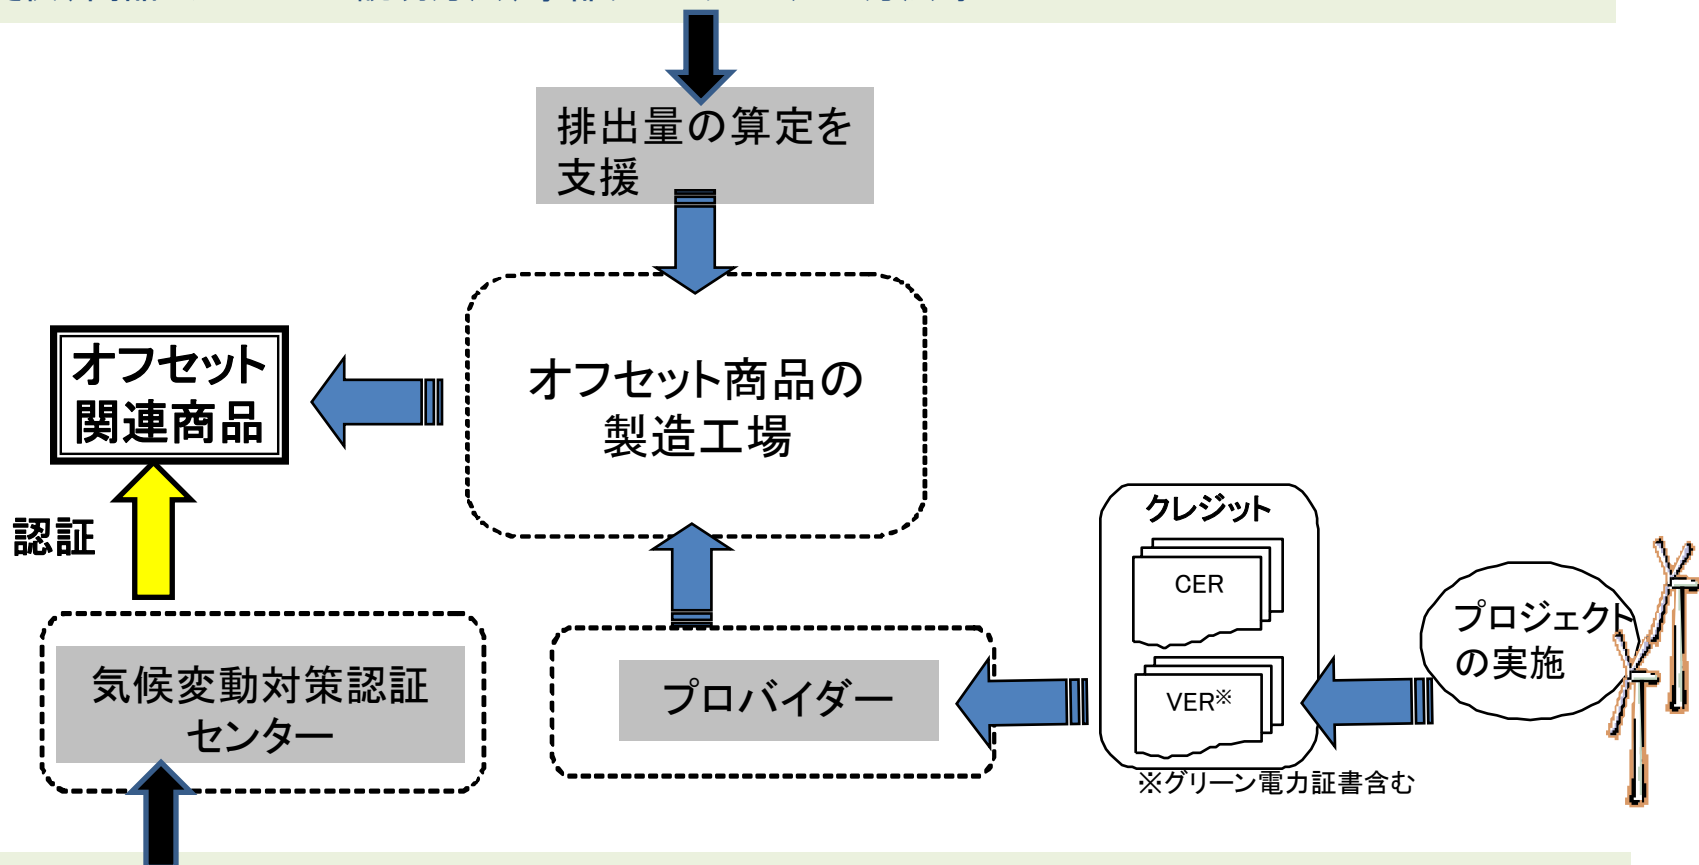 排出量の算定を
支援
オフセット
関連商品
オフセット商品の
製造工場
認証
クレジット
CER
VER※
※グリーン電力証書含む
プロジェクト
の実施
プロバイダー
気候変動対策認証
センター